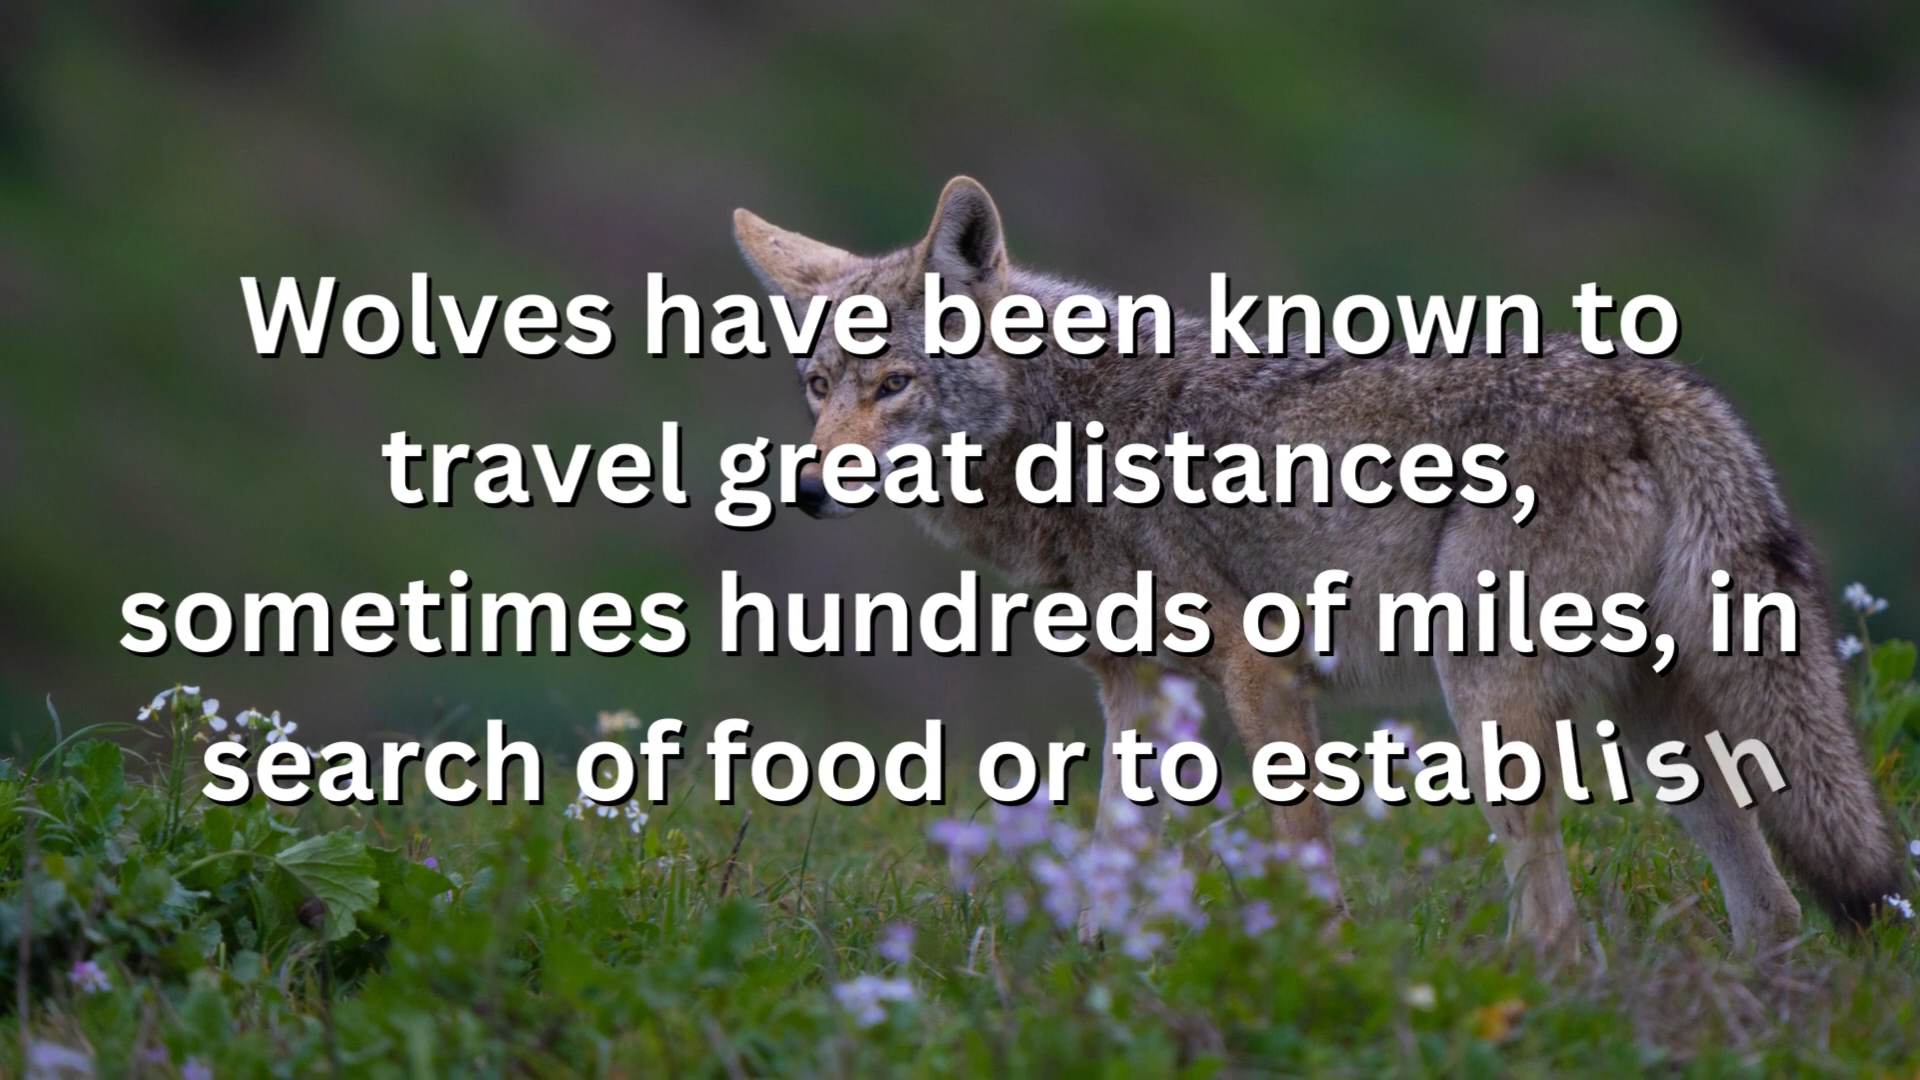 Wolves have been known to
travel great distances,
sometimes hundreds of miles, in
search of food or to establish